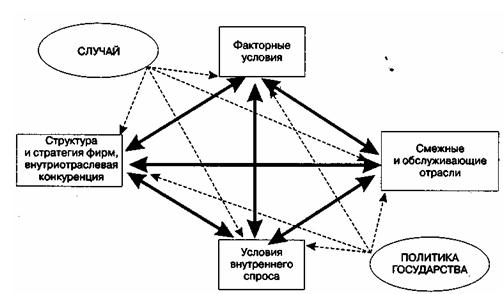 СЛУЧАЙ
Факторные
условия
Структура
и стратегия фирм,
внутриотраслевая
конкуренция
Смежные
и обслуживающие
отрасли
Условия
внутреннего
спроса
ПОЛИТИКА
ГОСУДАРСТВА